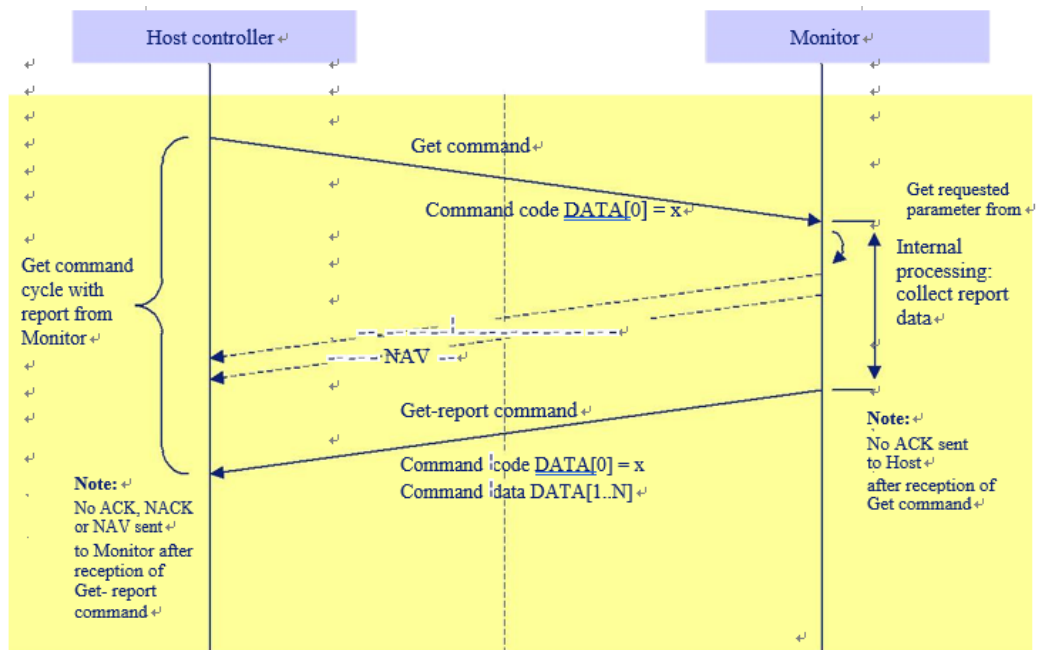 Host controller
Monitor
Get command
Command code DATA[0] = x
Get requested
parameter from
Internal
processing:
collect report
data
Get command
cycle with
report from
Monitor
NAV
Get-report command
Command code DATA[0] = x
Command data DATA[1..N]
Note:
No ACK sent
to Host
after reception of
Get command
Note:
No ACK, NACK
or NAV sent
to Monitor after
reception of
Get- report
command